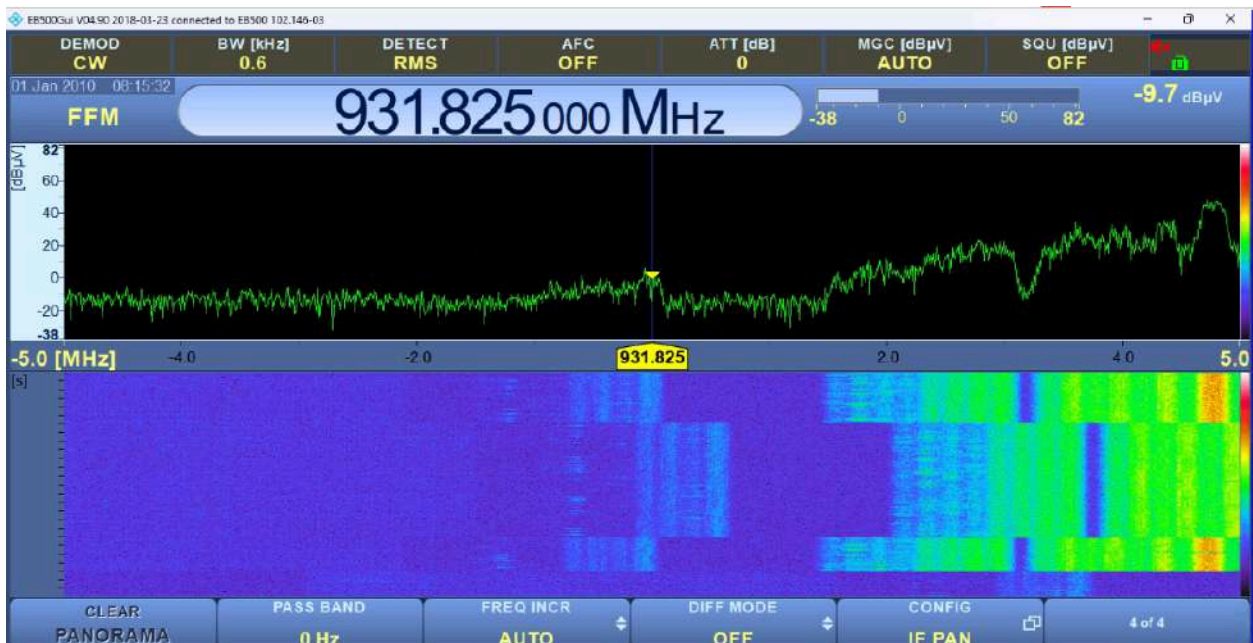 EB500Gui V04.90 2018-03-23 connected to EB500 102.146-03
DEMOD BW [kHz] DETECT AFC ATT [dB] MGC [dBµV] SQU [dBµV]
CW 0.6 RMS OFF 0 AUTO OFF
01 Jan 2010 08:15:32
FFM 931.825 000 MHz -38 0 50 82 -9.7 dBµV
[dBµV]
82
60
40
20
0
-20
-38
-5.0 [MHz] -4.0 -2.0 931.825 2.0 4.0 5.0
[s]
CLEAR PASS BAND FREQ INCR DIFF MODE CONFIG 4 of 4
PANORAMA 0 Hz AUTO OFF IF PAN